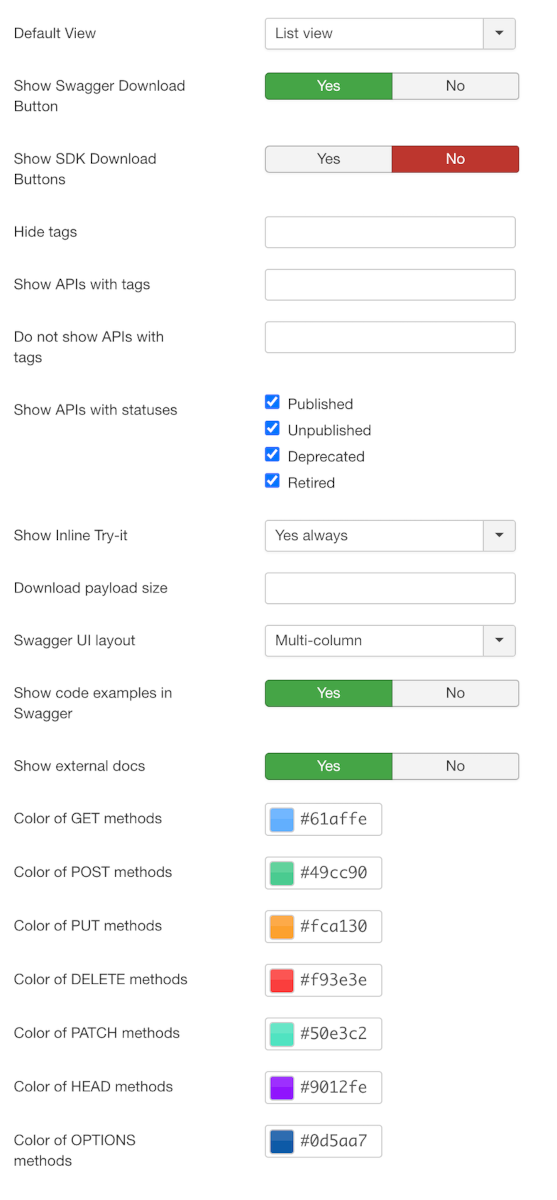 Default View
List view
Show Swagger Download
Button
Yes
No
Show SDK Download
Buttons
Yes
No
Hide tags
Show APIs with tags
Do not show APIs with
tags
Show APIs with statuses
Published
Unpublished
Deprecated
Retired
Show Inline Try-it
Yes always
Download payload size
Swagger UI layout
Multi-column
Show code examples in
Swagger
Yes
No
Show external docs
Yes
No
Color of GET methods
#61affe
Color of POST methods
#49cc90
Color of PUT methods
#fca130
Color of DELETE methods
#f93e3e
Color of PATCH methods
#50e3c2
Color of HEAD methods
#9012fe
Color of OPTIONS
methods
#0d5aa7